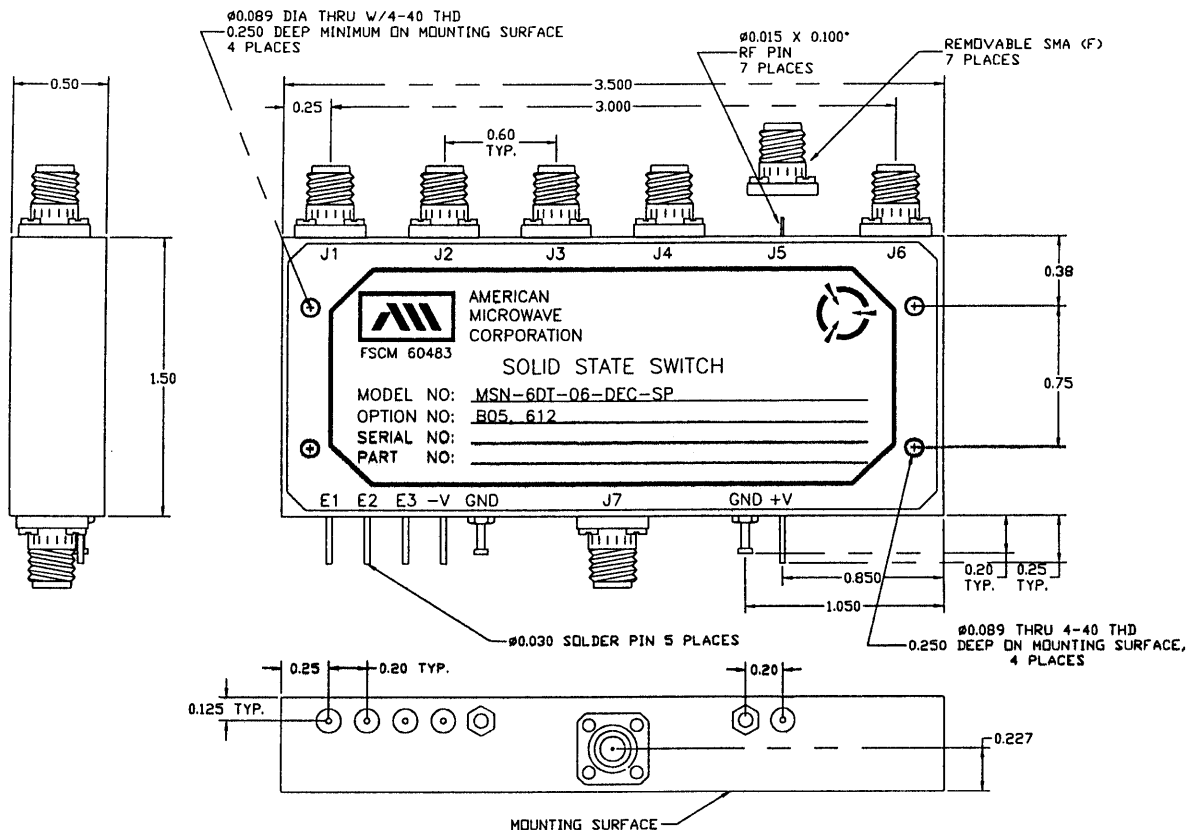 ø0.089 DIA THRU W/4-40 THD
0.250 DEEP MINIMUM ON MOUNTING SURFACE
4 PLACES
ø0.015 X 0.100"
RF PIN
7 PLACES
REMOVABLE SMA (F)
7 PLACES
0.50
3.500
0.25
3.000
0.60
TYP.
J1
J2
J3
J4
J5
J6
0.38
AMERICAN
MICROWAVE
CORPORATION
FSCM 60483
SOLID STATE SWITCH
1.50
0.75
MODEL NO: MSN-6DT-06-DEC-SP
OPTION NO: B05, 612
SERIAL NO:
PART NO:
E1 E2 E3 -V GND J7 GND +V
0.20
TYP.
0.25
TYP.
0.850
1.050
ø0.030 SOLDER PIN 5 PLACES
ø0.089 THRU 4-40 THD
0.250 DEEP ON MOUNTING SURFACE,
4 PLACES
0.25
0.20 TYP.
0.20
0.125 TYP.
0.227
MOUNTING SURFACE